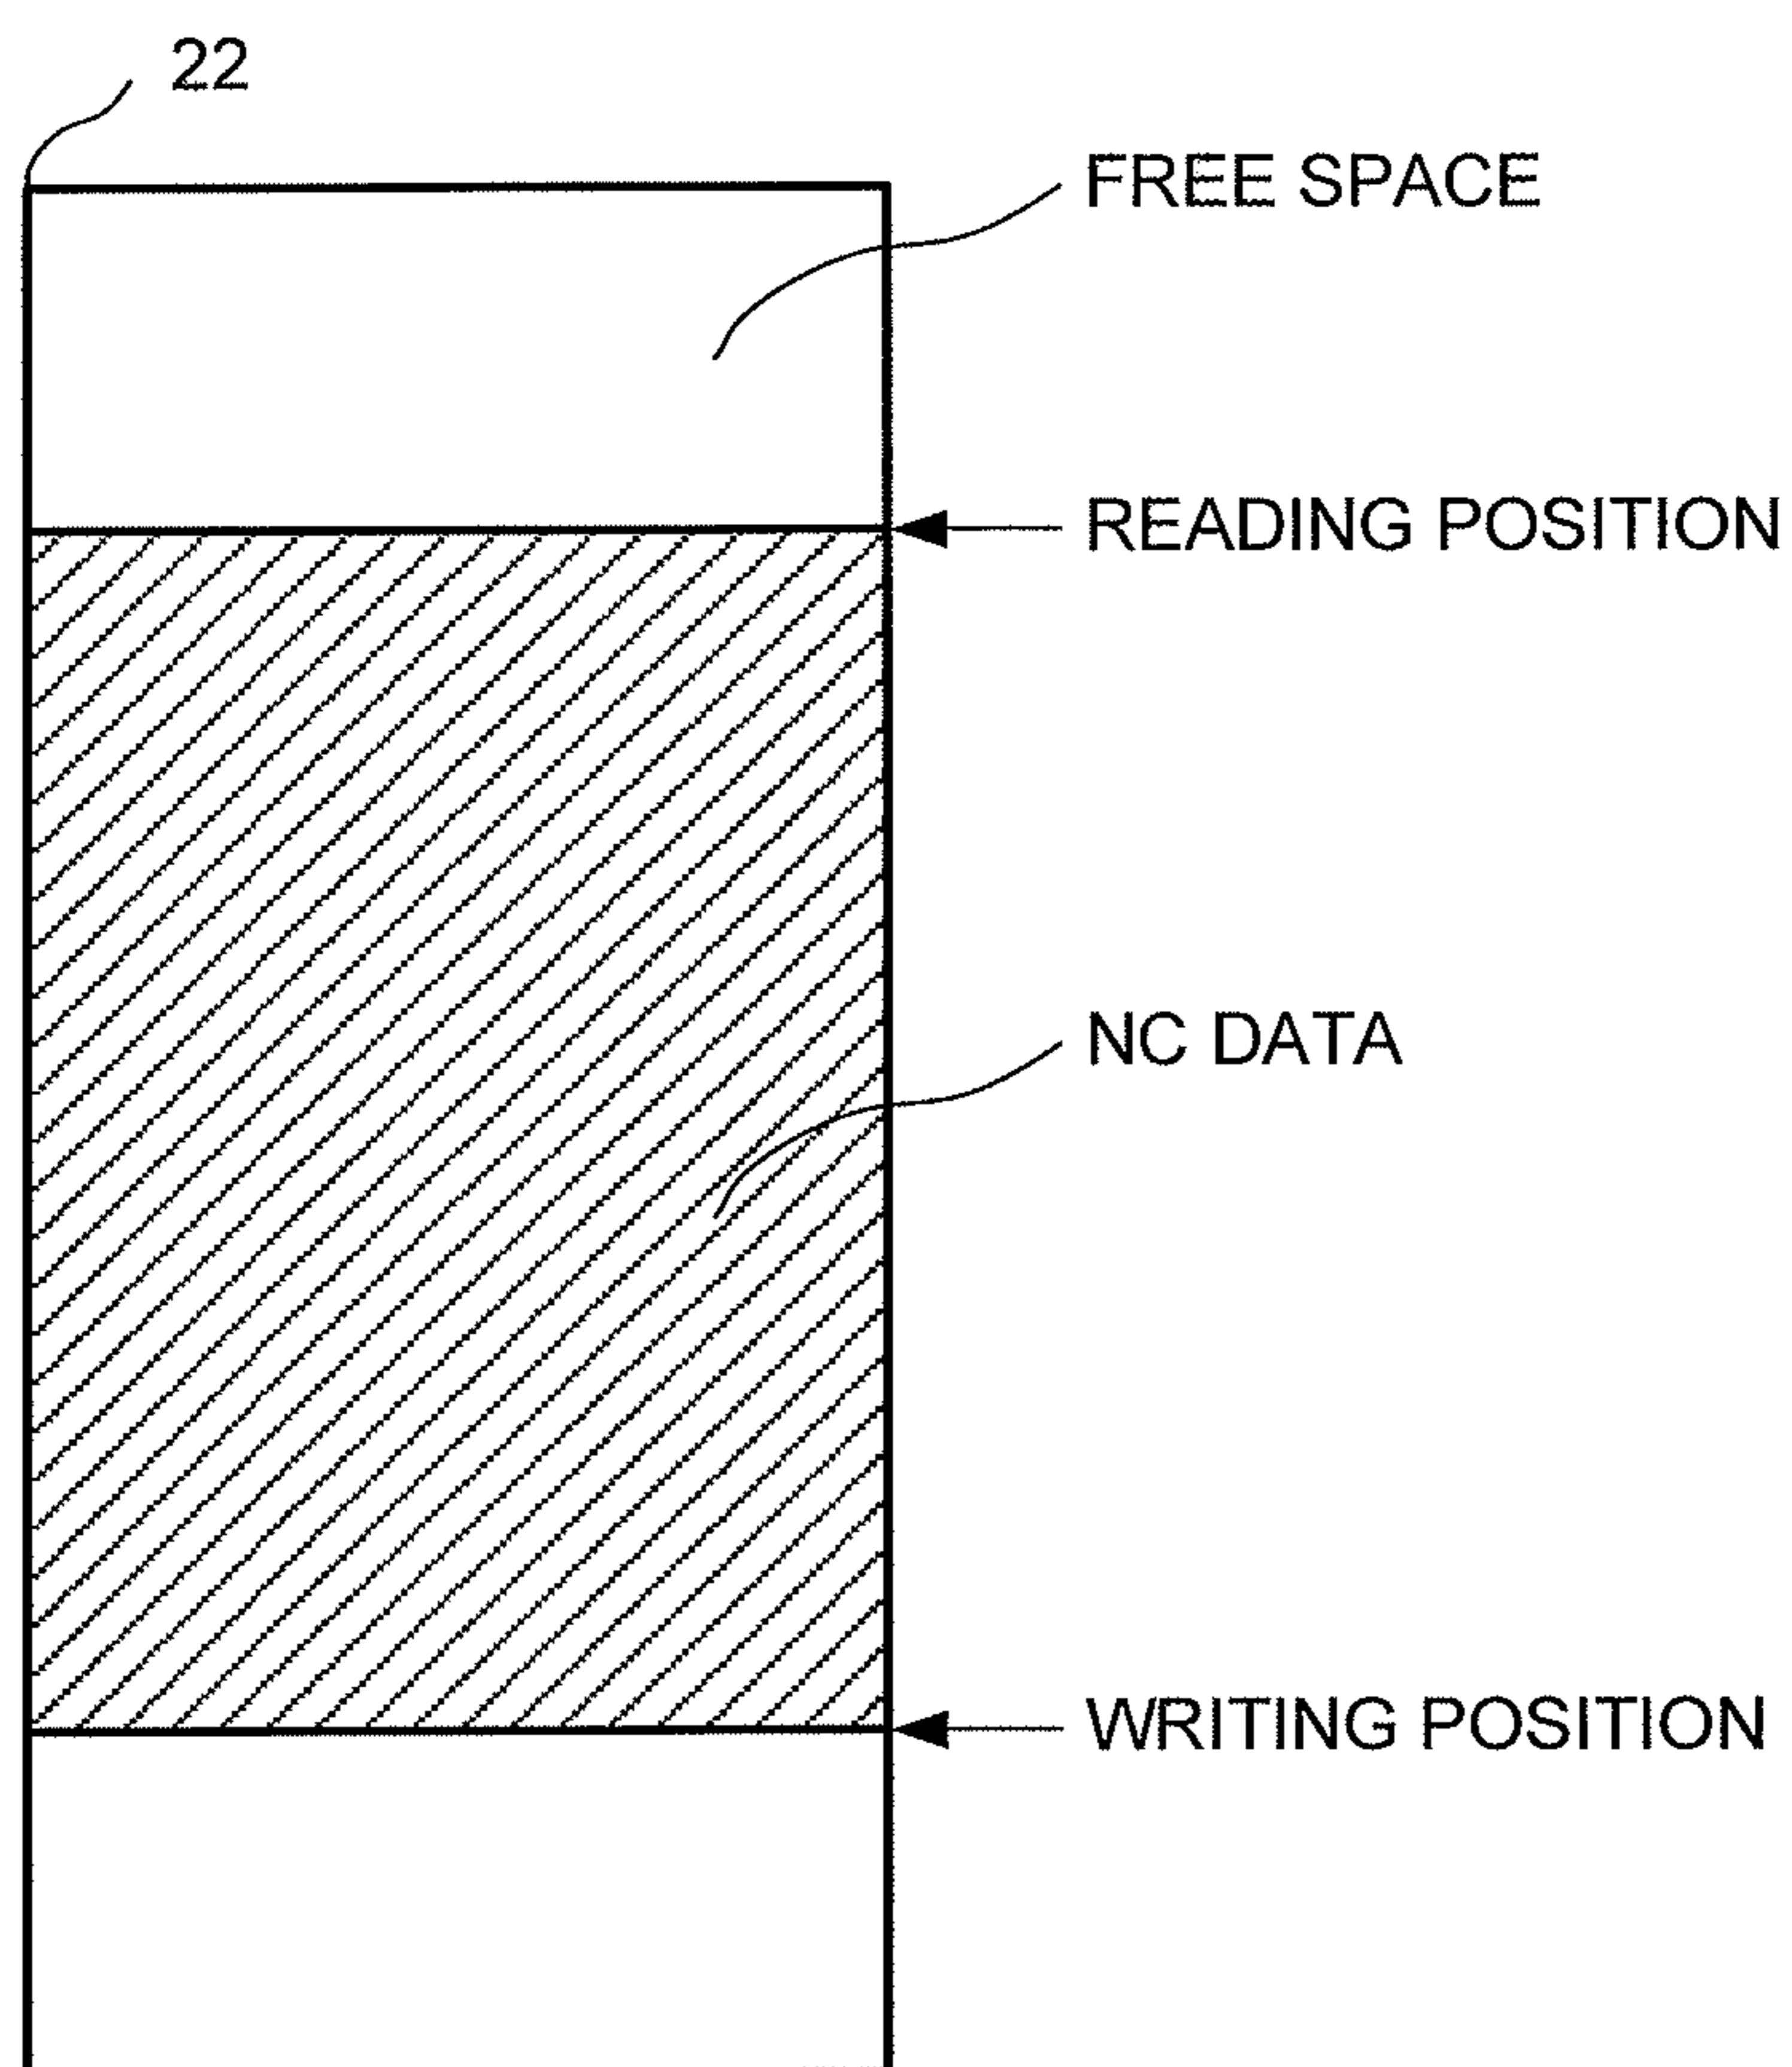 22
FREE SPACE
READING POSITION
NC DATA
WRITING POSITION